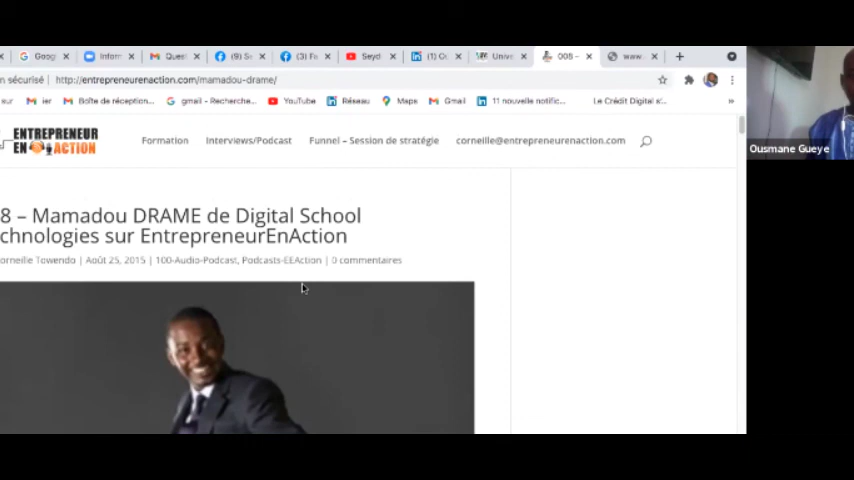 Googl
Inform
Quest
(9) S
(3) F
Seyd
(1) O
Unive
008 –
www.
n sécurisé | http://entrepreneurenaction.com/mamadou-drame/
sur
ier
Boîte de réception...
gmail - Recherche...
YouTube
Réseau
Maps
Gmail
11 nouvelle notific...
Le Crédit Digital s'...
»
ENTREPRENEUR
EN ACTION
Formation
Interviews/Podcast
Funnel – Session de stratégie
corneille@entrepreneurenaction.com
Ousmane Gueye
8 – Mamadou DRAME de Digital School
chnologies sur EntrepreneurEnAction
orneille Towendo | Août 25, 2015 | 100-Audio-Podcast, Podcasts-EEAction | 0 commentaires